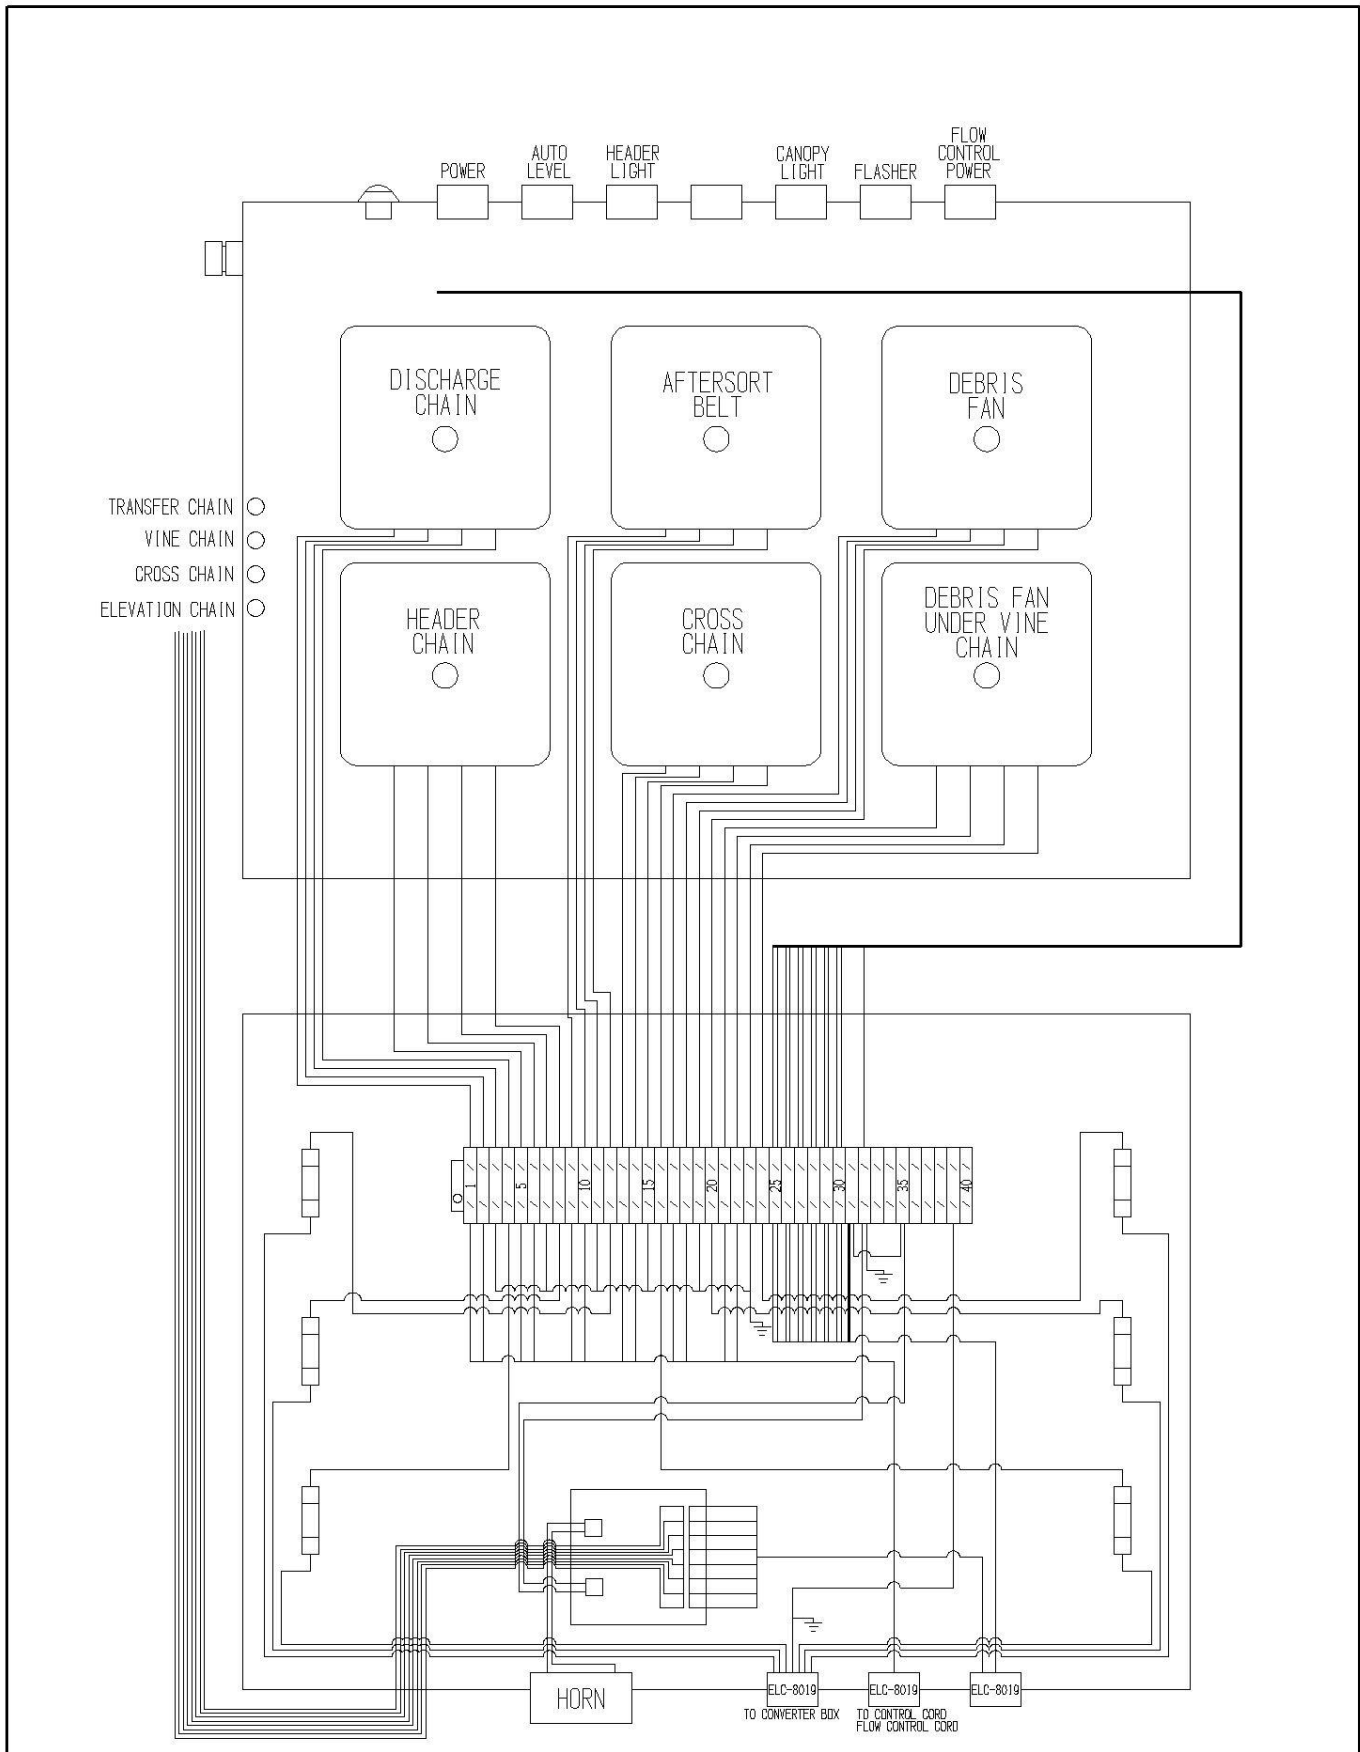 FLOW
CONTROL
POWER
AUTO
LEVEL
HEADER
LIGHT
CANOPY
LIGHT
POWER
FLASHER
DISCHARGE
CHAIN
AFTERSORT
BELT
DEBRIS
FAN
TRANSFER CHAIN
VINE CHAIN
CROSS CHAIN
ELEVATION CHAIN
HEADER
CHAIN
CROSS
CHAIN
DEBRIS FAN
UNDER VINE
CHAIN
1 5 10 15 20 25 30 35 40
HORN
ELC-8019
ELC-8019
ELC-8019
TO CONVERTER BOX
TO CONTROL CORD
FLOW CONTROL CORD